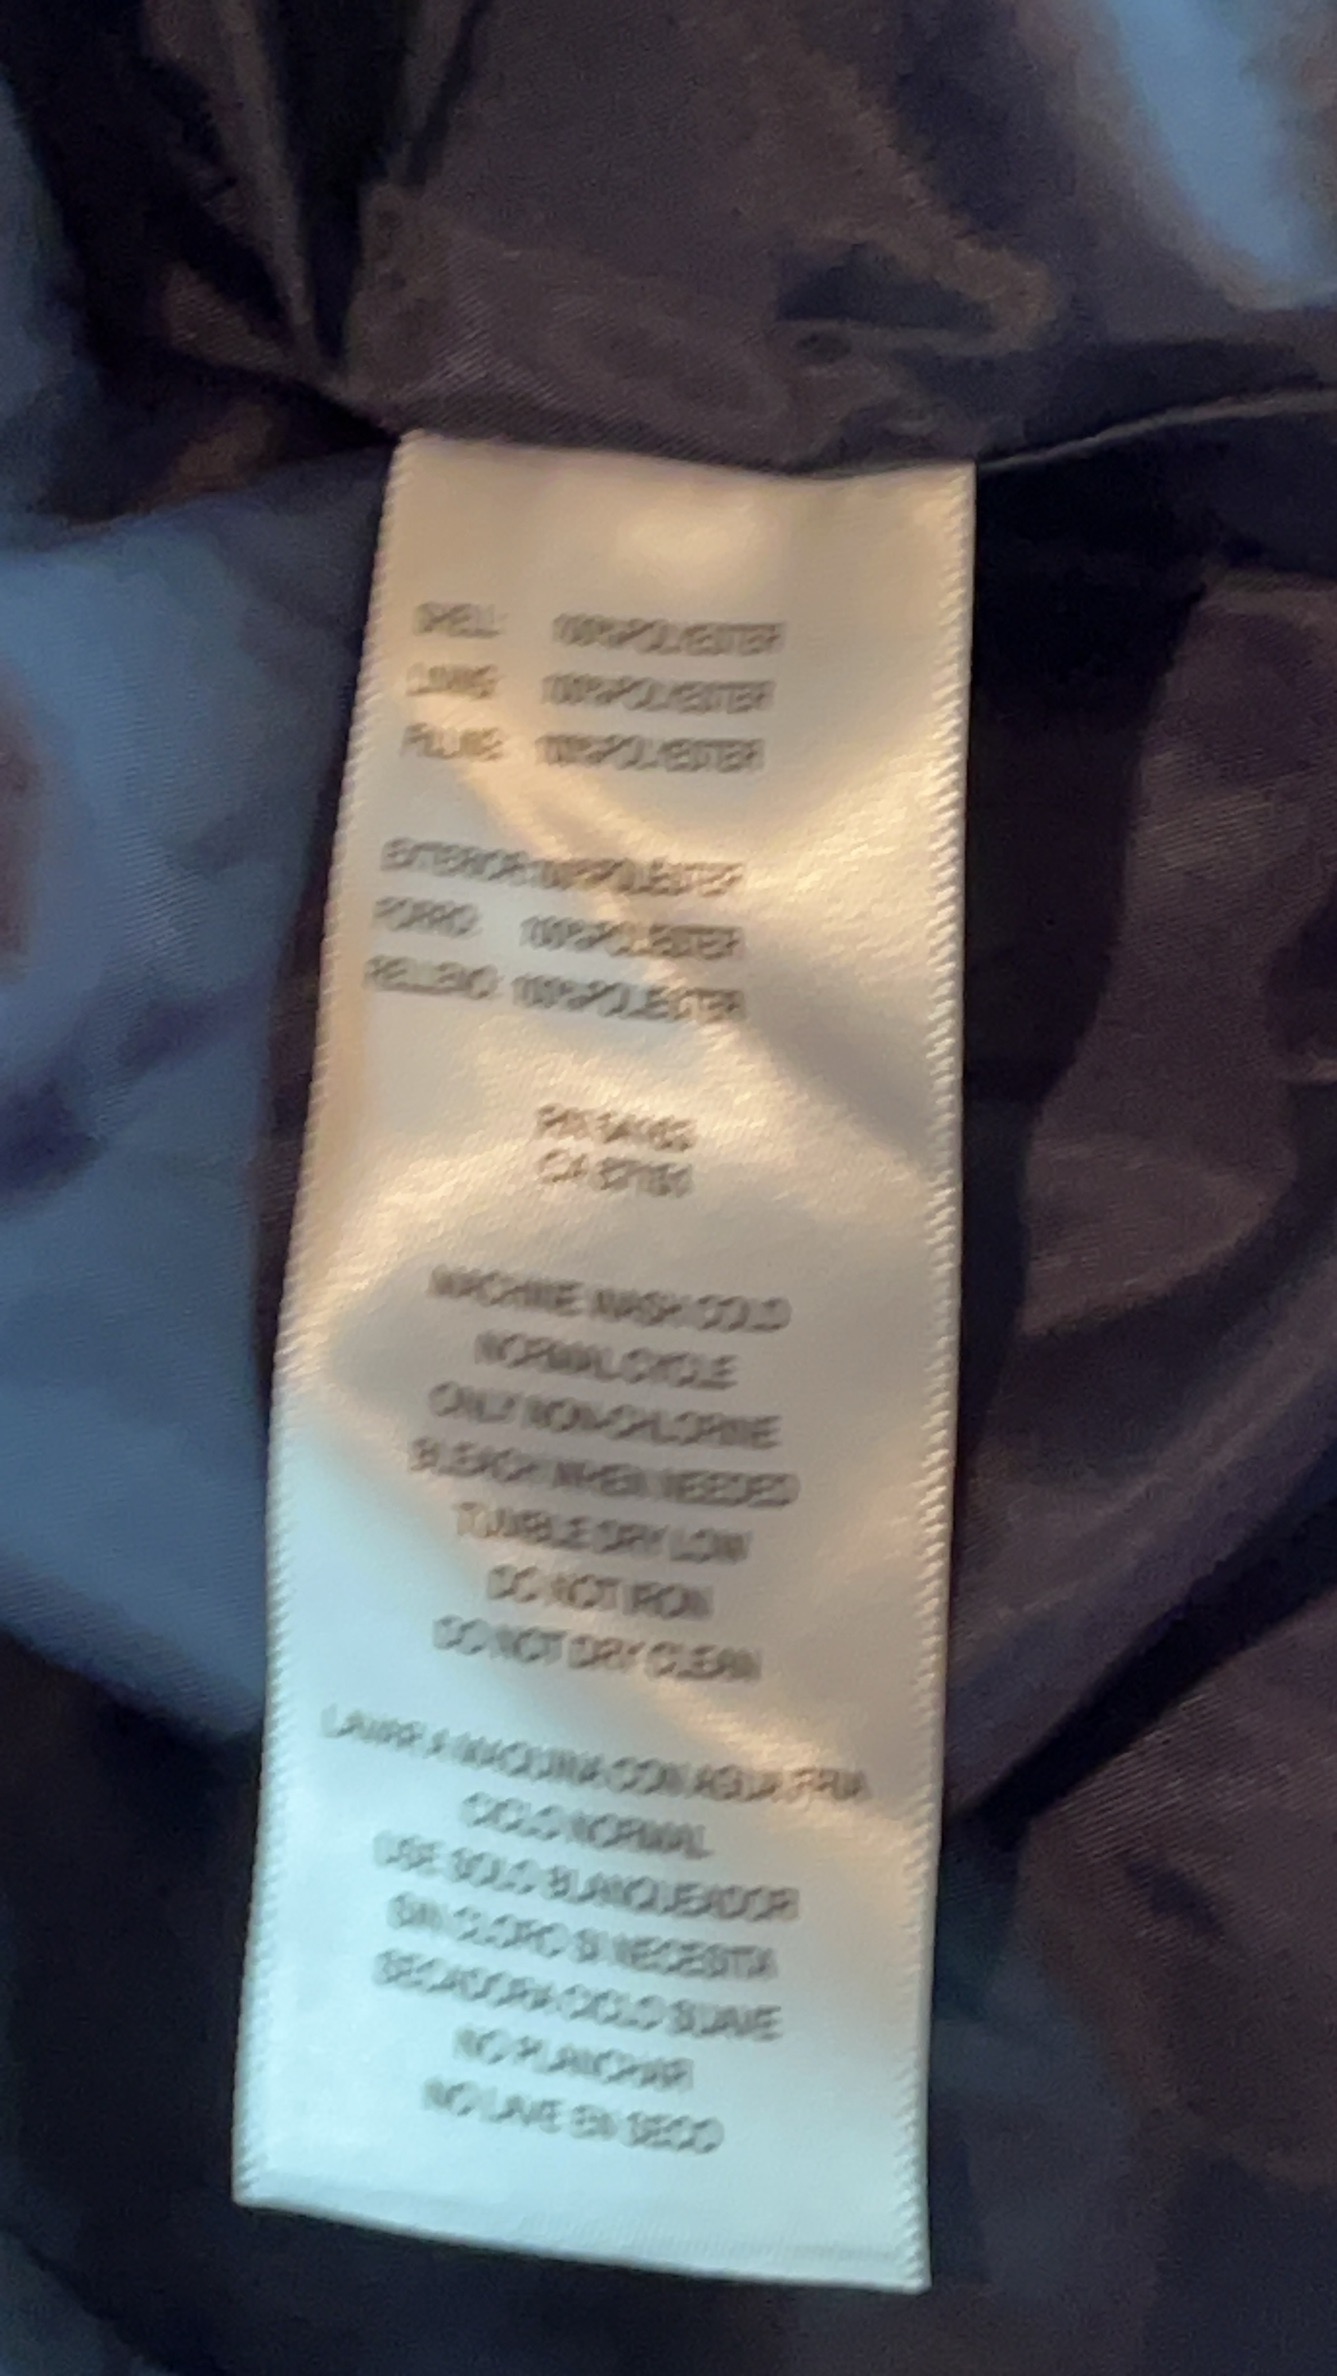 SHELL: 100%POLYESTER
LINING: 100%POLYESTER
FILLING: 100%POLYESTER
EXTERIOR:100%POLIESTER
FORRO: 100%POLIESTER
RELLENO: 100%POLIESTER
RN
CA
MACHINE WASH COLD
NORMAL CYCLE
ONLY NON-CHLORINE
BLEACH WHEN NEEDED
TUMBLE DRY LOW
DO NOT IRON
DO NOT DRY CLEAN
LAVAR A MAQUINA CON AGUA FRIA
CICLO NORMAL
USE SOLO BLANQUEADOR
SIN CLORO SI NECESITA
SECADORA CICLO SUAVE
NO PLANCHAR
NO LAVE EN SECO